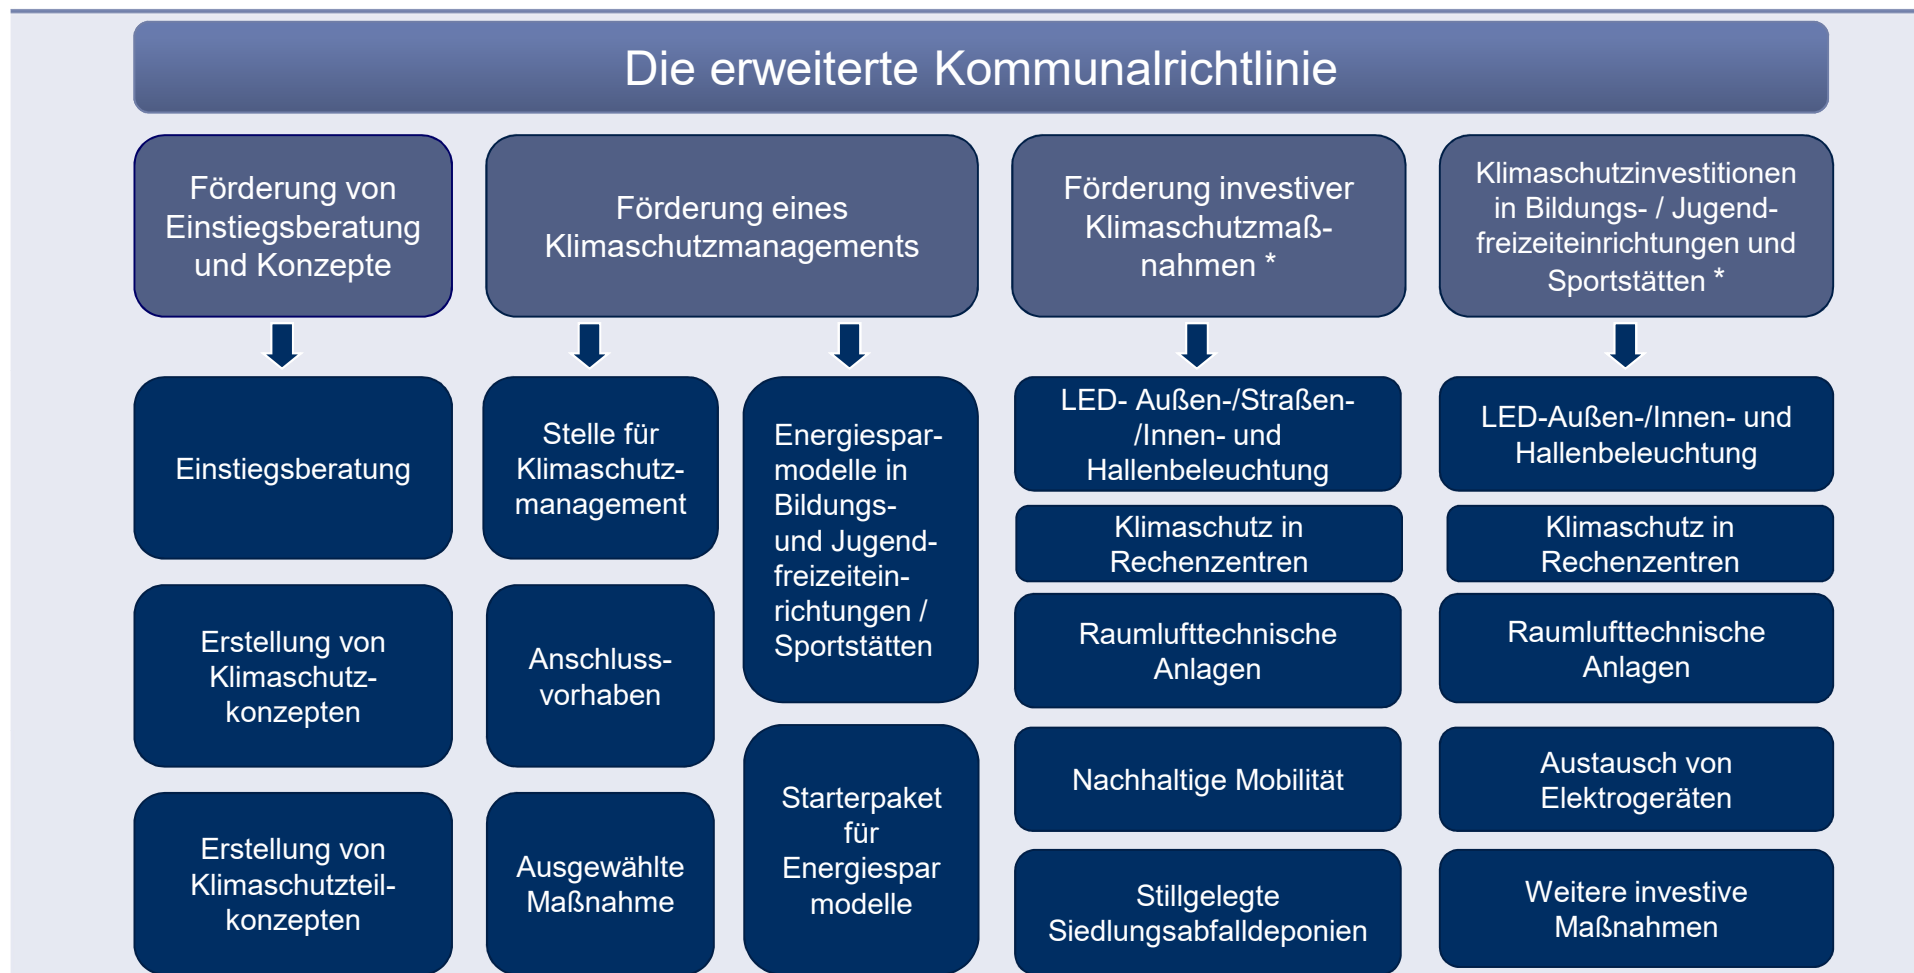 Die erweiterte Kommunalrichtlinie
Förderung von
Einstiegsberatung
und Konzepte
Förderung eines
Klimaschutzmanagements
Förderung investiver
Klimaschutzmaß-
nahmen *
Klimaschutzinvestitionen
in Bildungs- / Jugend-
freizeiteinrichtungen und
Sportstätten *
Einstiegsberatung
Erstellung von
Klimaschutz-
konzepten
Erstellung von
Klimaschutzteil-
konzepten
Stelle für
Klimaschutz-
management
Anschluss-
vorhaben
Ausgewählte
Maßnahme
Energiespar-
modelle in
Bildungs-
und Jugend-
freizeitein-
richtungen /
Sportstätten
Starterpaket
für
Energiespar
modelle
LED- Außen-/Straßen-
/Innen- und
Hallenbeleuchtung
Klimaschutz in
Rechenzentren
Raumlufttechnische
Anlagen
Nachhaltige Mobilität
Stillgelegte
Siedlungsabfalldeponien
LED-Außen-/Innen- und
Hallenbeleuchtung
Klimaschutz in
Rechenzentren
Raumlufttechnische
Anlagen
Austausch von
Elektrogeräten
Weitere investive
Maßnahmen